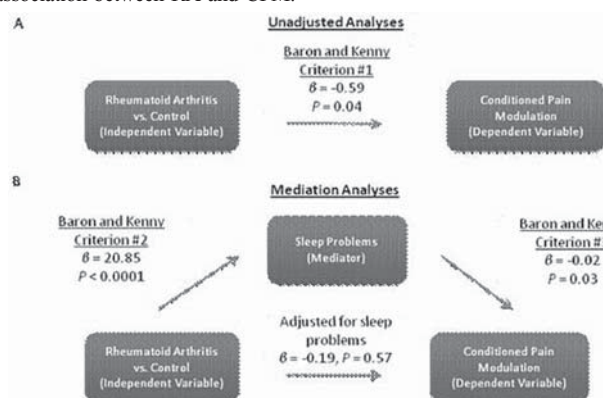 association between RA and CPM.
A
Unadjusted Analyses
Baron and Kenny
Criterion #1
β = -0.59
P = 0.04
Rheumatoid Arthritis
vs. Control
(Independent Variable)
Conditioned Pain
Modulation
(Dependent Variable)
B
Mediation Analyses
Baron and Kenny
Criterion #2
β = 20.85
P < 0.0001
Sleep Problems
(Mediator)
Baron and Ke
Criterion #
β = -0.02
P = 0.03
Adjusted for sleep
problems
β = -0.19, P = 0.57
Rheumatoid Arthritis
vs. Control
(Independent Variable)
Conditioned Pain
Modulation
(Dependent Variable)